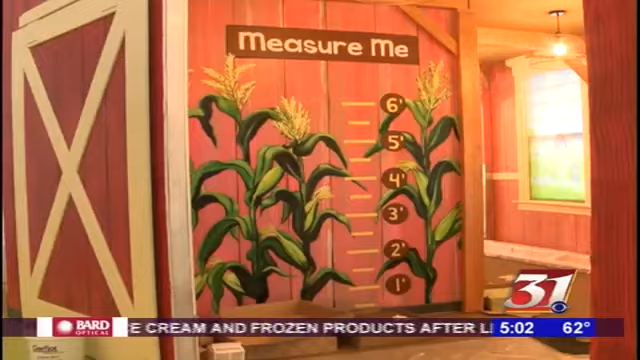 Measure Me
6'
5'
4'
3'
2'
1'
31
BARD
OPTICAL
E CREAM AND FROZEN PRODUCTS AFTER LI
5:02
62°